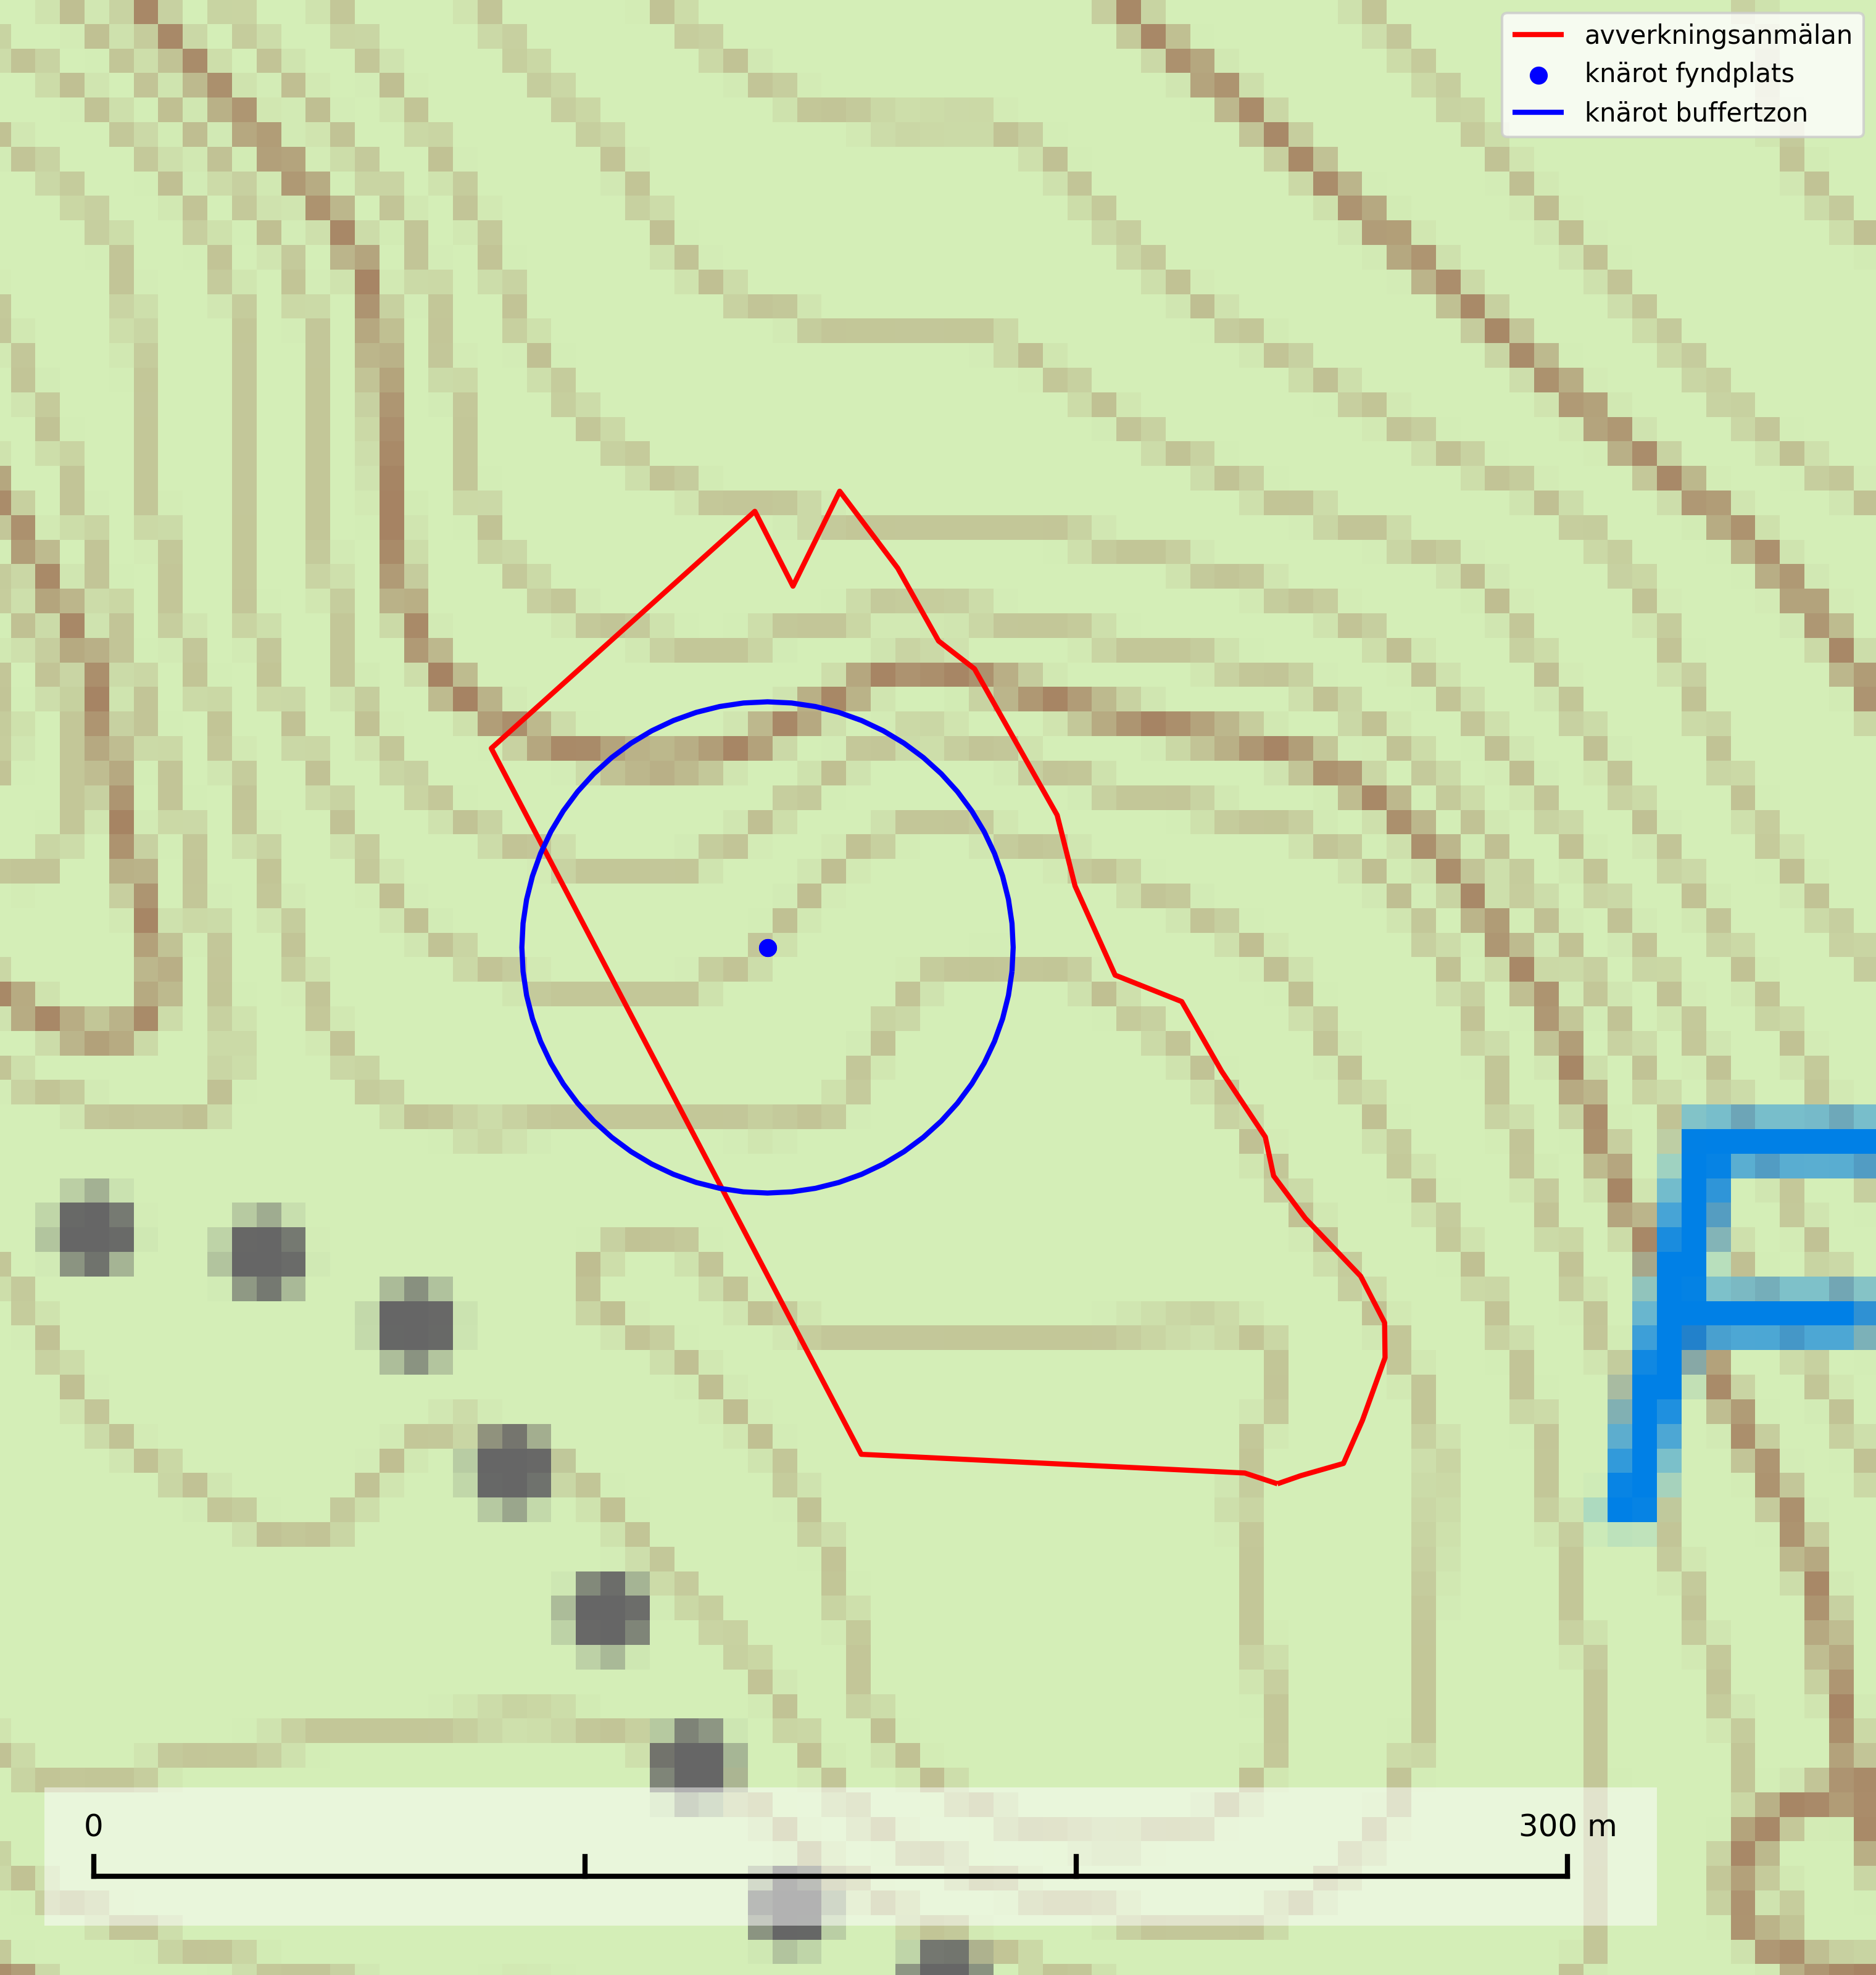 avverkningsanmälan
knärot fyndplats
knärot buffertzon
0
300 m